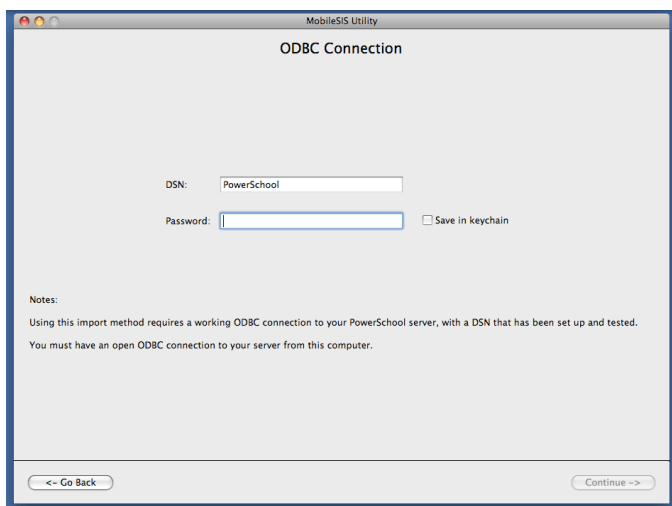 MobileSIS Utility
ODBC Connection
DSN: PowerSchool
Password: Save in keychain
Notes:
Using this import method requires a working ODBC connection to your PowerSchool server, with a DSN that has been set up and tested.
You must have an open ODBC connection to your server from this computer.
<- Go Back Continue ->